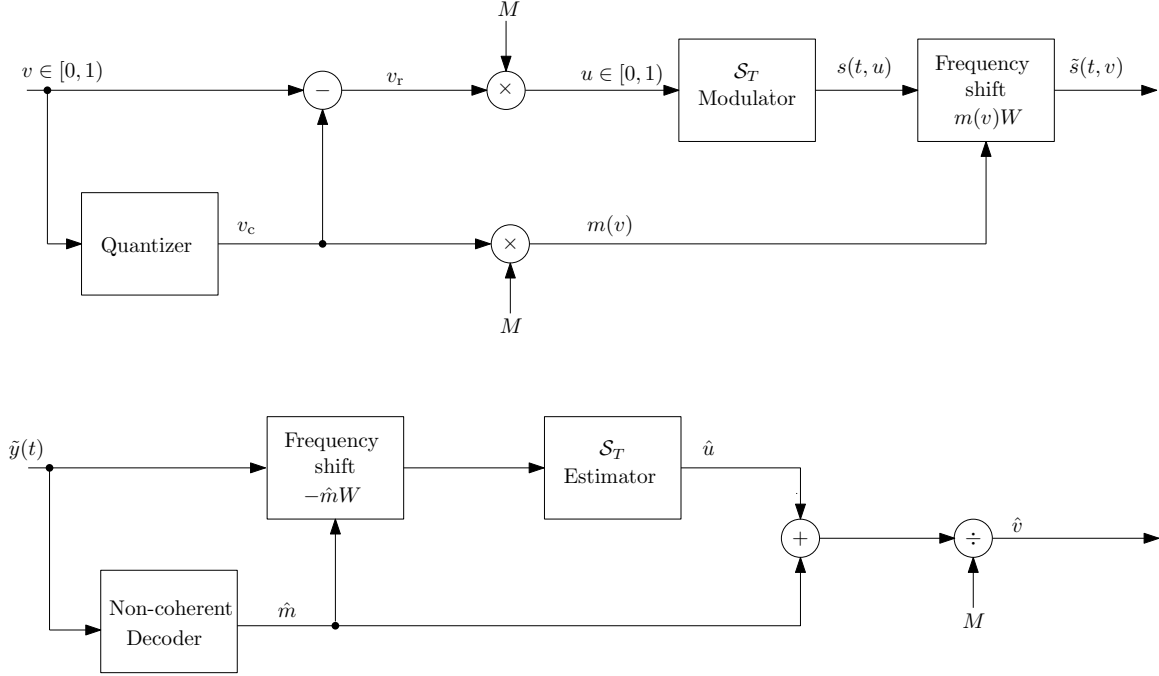 M
v ∈ [0, 1)
−
v_r
×
u ∈ [0, 1)
𝒮_T
Modulator
s(t, u)
Frequency
shift
m(v)W
s̃(t, v)
Quantizer
v_c
×
m(v)
M
ỹ(t)
Frequency
shift
−m̂W
𝒮_T
Estimator
û
+
÷
v̂
Non-coherent
Decoder
m̂
M